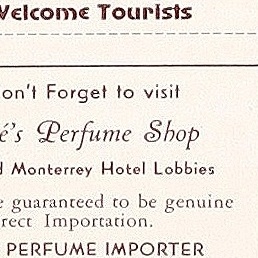 Welcome Tourists
on't Forget to visit
é's Perfume Shop
d Monterrey Hotel Lobbies
e guaranteed to be genuine
rect Importation.
PERFUME IMPORTER